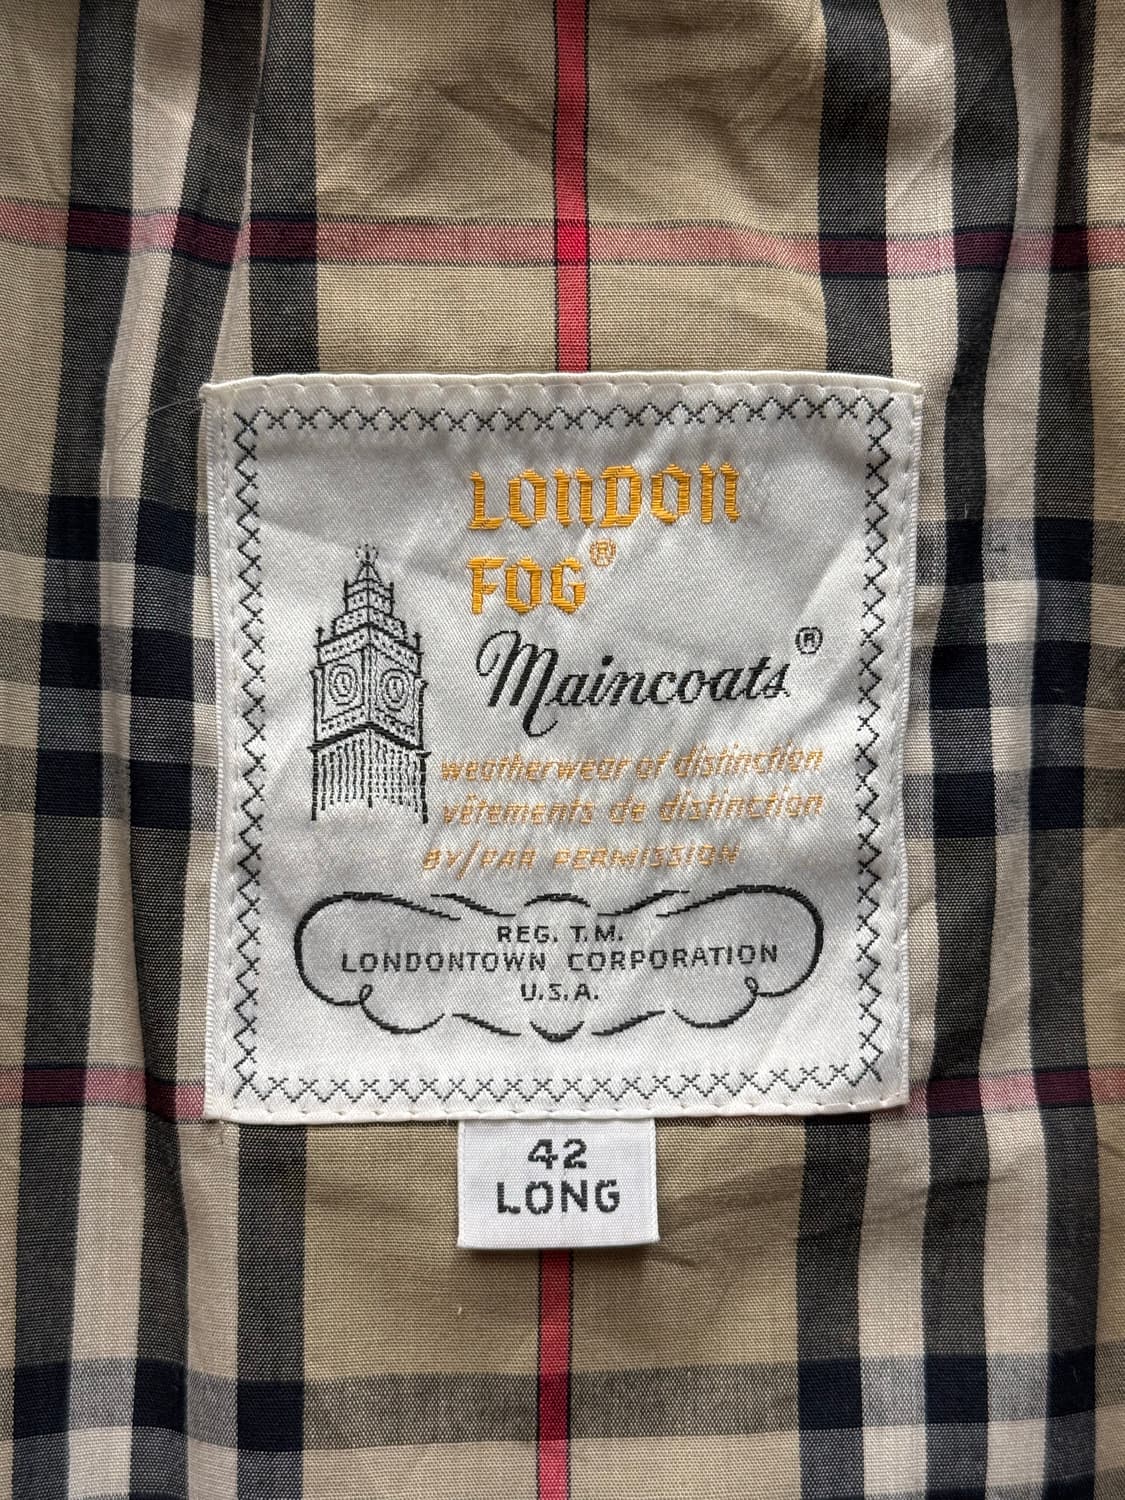 LONDON
FOG®
Maincoats®
weatherwear of distinction
vêtements de distinction
BY/PAR PERMISSION
REG. T.M.
LONDONTOWN CORPORATION
U.S.A.
42
LONG